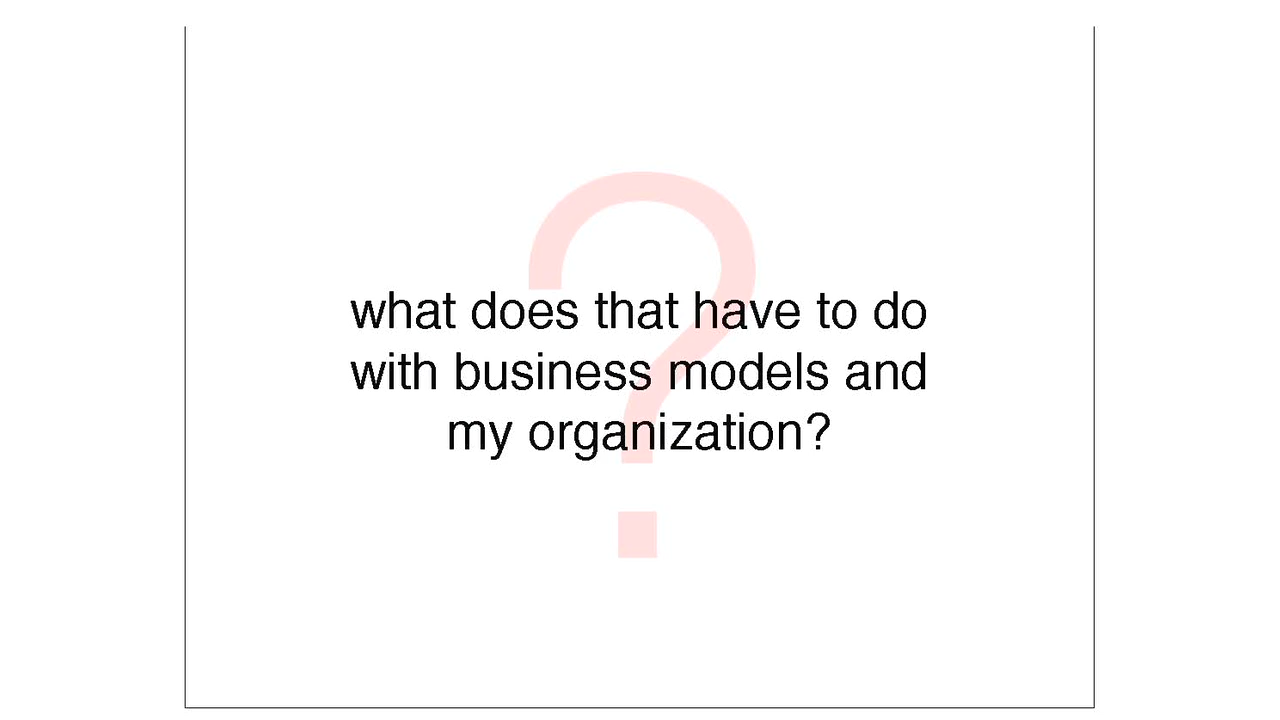 what does that have to do
with business models and
my organization?